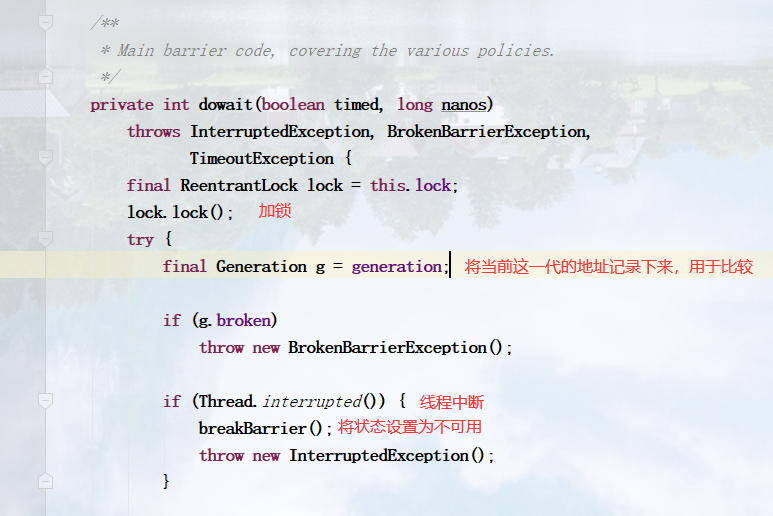 /**
* Main barrier code, covering the various policies.
*/
private int dowait(boolean timed, long nanos)
throws InterruptedException, BrokenBarrierException,
TimeoutException {
final ReentrantLock lock = this.lock;
lock.lock(); 加锁
try {
final Generation g = generation; 将当前这一代的地址记录下来，用于比较
if (g.broken)
throw new BrokenBarrierException();
if (Thread.interrupted()) { 线程中断
breakBarrier(); 将状态设置为不可用
throw new InterruptedException();
}